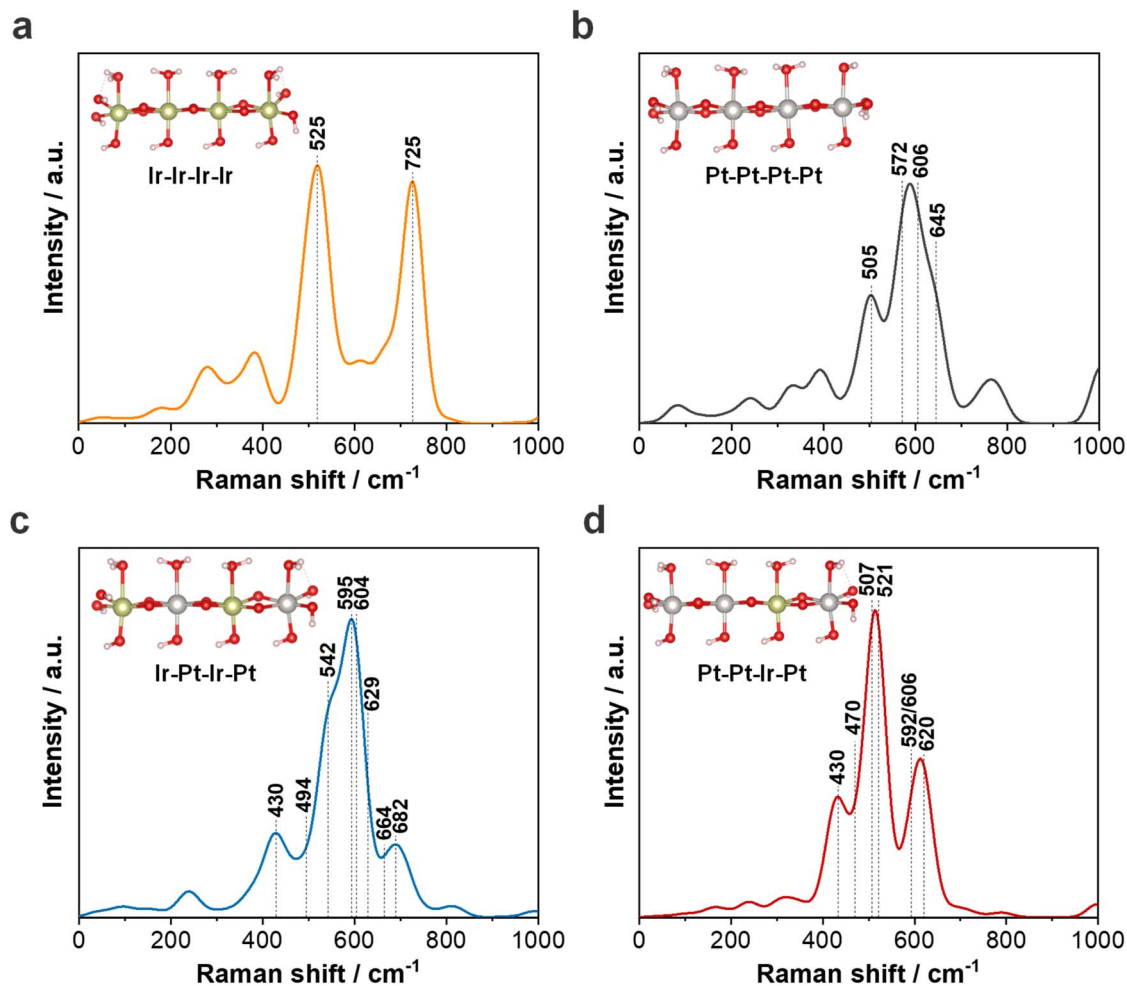 a
525
725
Ir-Ir-Ir-Ir
Intensity / a.u.
0 200 400 600 800 1000
Raman shift / cm⁻¹
b
572
606
645
505
Pt-Pt-Pt-Pt
Intensity / a.u.
0 200 400 600 800 1000
Raman shift / cm⁻¹
c
595
604
542
629
430
494
664
682
Ir-Pt-Ir-Pt
Intensity / a.u.
0 200 400 600 800 1000
Raman shift / cm⁻¹
d
507
521
470
592/606
620
430
Pt-Pt-Ir-Pt
Intensity / a.u.
0 200 400 600 800 1000
Raman shift / cm⁻¹